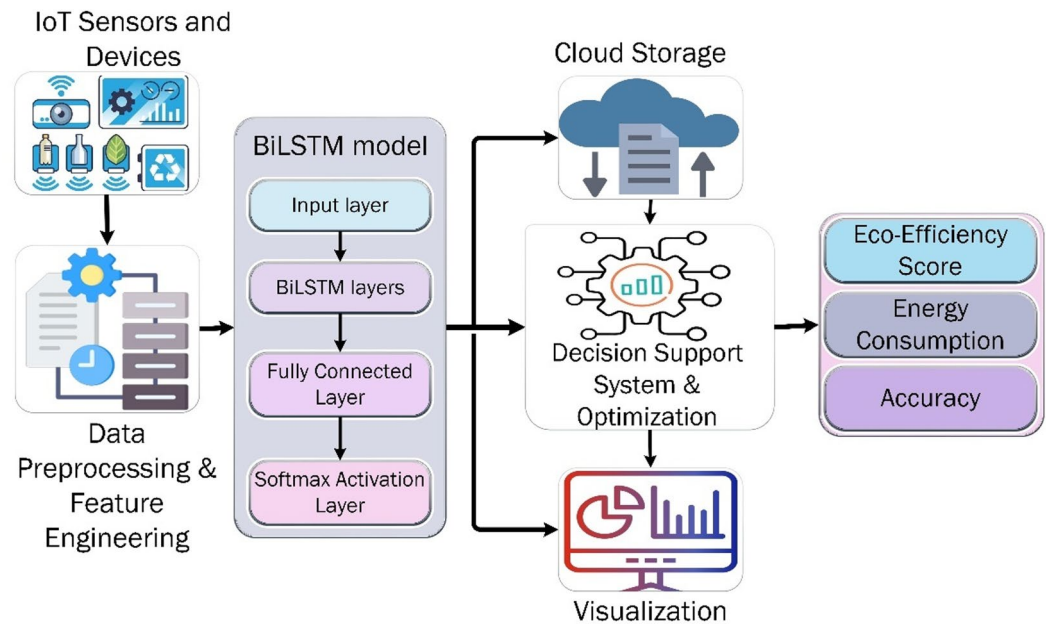 IoT Sensors and
Devices
Data
Preprocessing &
Feature
Engineering
BiLSTM model
Input layer
BiLSTM layers
Fully Connected
Layer
Softmax Activation
Layer
Cloud Storage
Decision Support
System &
Optimization
Visualization
Eco-Efficiency
Score
Energy
Consumption
Accuracy